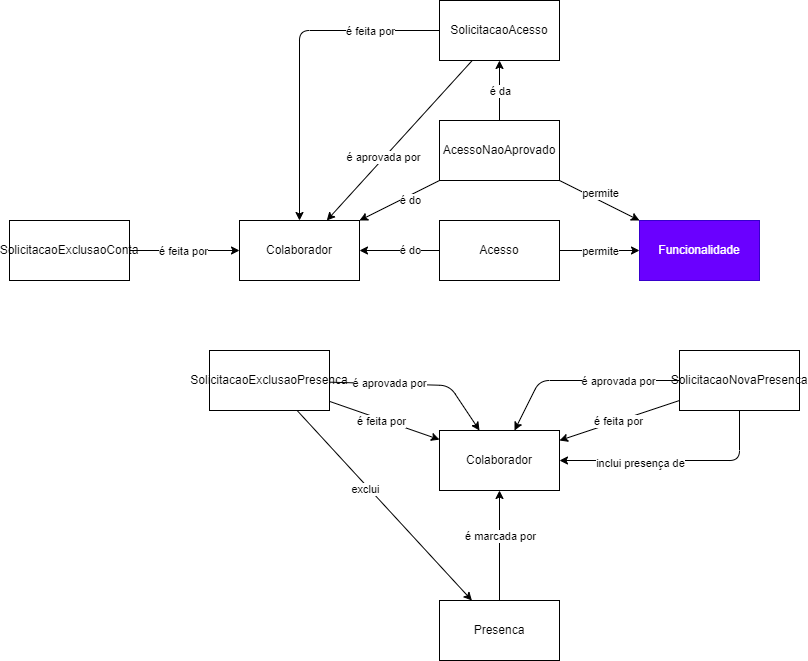 SolicitacaoAcesso
é feita por
é da
AcessoNaoAprovado
é aprovada por
permite
é do
SolicitacaoExclusaoConta
é feita por
Colaborador
é do
Acesso
permite
Funcionalidade
SolicitacaoExclusaoPresenca
é aprovada por
é aprovada por
SolicitacaoNovaPresenca
é feita por
é feita por
Colaborador
inclui presença de
exclui
é marcada por
Presenca